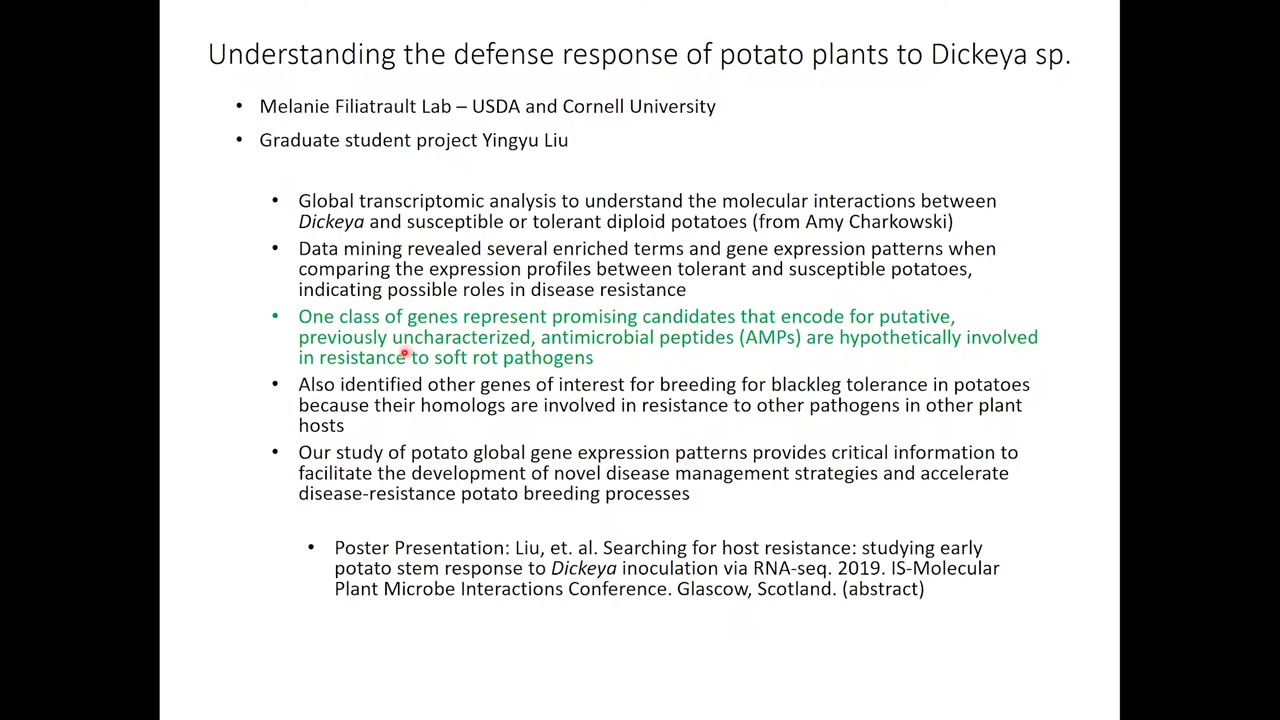 Understanding the defense response of potato plants to Dickeya sp.
• Melanie Filiatrault Lab – USDA and Cornell University
• Graduate student project Yingyu Liu
• Global transcriptomic analysis to understand the molecular interactions between
Dickeya and susceptible or tolerant diploid potatoes (from Amy Charkowski)
• Data mining revealed several enriched terms and gene expression patterns when
comparing the expression profiles between tolerant and susceptible potatoes,
indicating possible roles in disease resistance
• One class of genes represent promising candidates that encode for putative,
previously uncharacterized, antimicrobial peptides (AMPs) are hypothetically involved
in resistance to soft rot pathogens
• Also identified other genes of interest for breeding for blackleg tolerance in potatoes
because their homologs are involved in resistance to other pathogens in other plant
hosts
• Our study of potato global gene expression patterns provides critical information to
facilitate the development of novel disease management strategies and accelerate
disease-resistance potato breeding processes
• Poster Presentation: Liu, et. al. Searching for host resistance: studying early
potato stem response to Dickeya inoculation via RNA-seq. 2019. IS-Molecular
Plant Microbe Interactions Conference. Glascow, Scotland. (abstract)